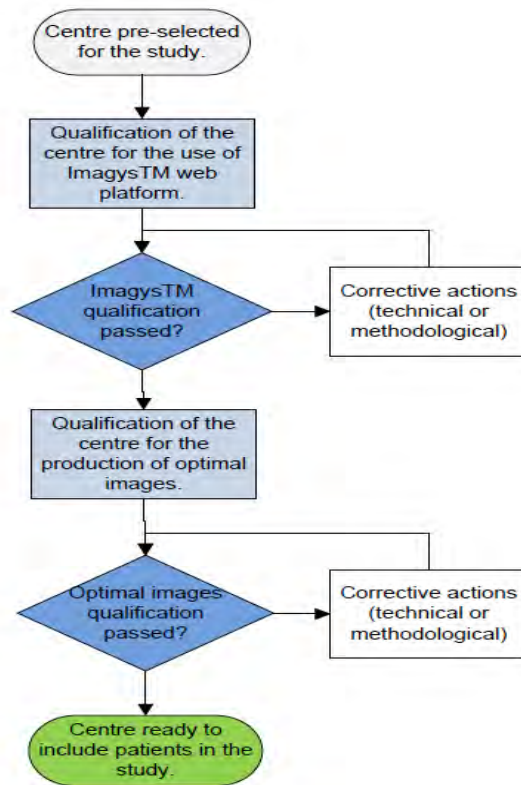 Centre pre-selected
for the study.
Qualification of the
centre for the use of
ImagysTM web
platform.
ImagysTM
qualification
passed?
Corrective actions
(technical or
methodological)
Qualification of the
centre for the
production of optimal
images.
Optimal images
qualification
passed?
Corrective actions
(technical or
methodological)
Centre ready to
include patients in the
study.